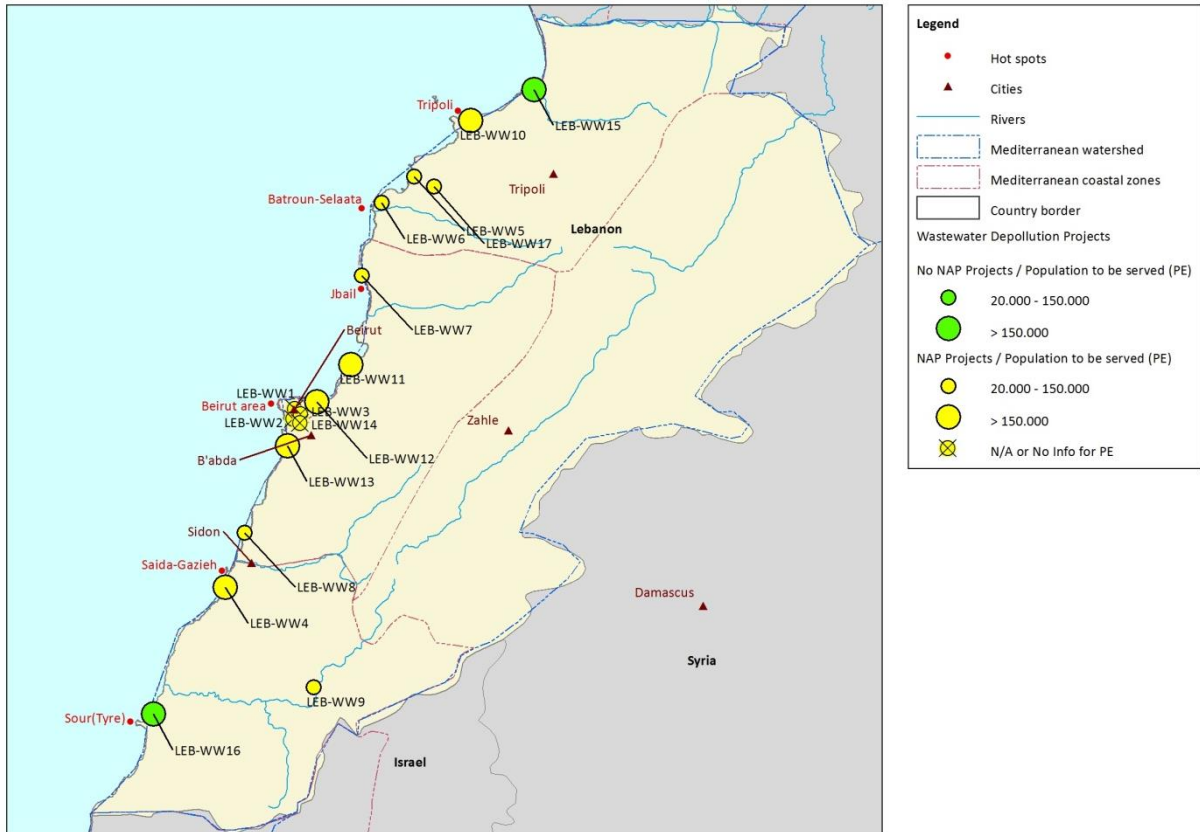 Tripoli
LEB-WW10
LEB-WW15
Tripoli
Batroun-Selaata
LEB-WW5
LEB-WW6
LEB-WW17
Lebanon
Jbail
Beirut
LEB-WW7
LEB-WW11
LEB-WW1
Beirut area
LEB-WW3
LEB-WW2
LEB-WW14
Zahle
B'abda
LEB-WW12
LEB-WW13
Sidon
Saida-Gazieh
LEB-WW8
Damascus
LEB-WW4
Syria
LEB-WW9
Sour(Tyre)
LEB-WW16
Israel
Legend
Hot spots
Cities
Rivers
Mediterranean watershed
Mediterranean coastal zones
Country border
Wastewater Depollution Projects
No NAP Projects / Population to be served (PE)
20.000 - 150.000
> 150.000
NAP Projects / Population to be served (PE)
20.000 - 150.000
> 150.000
N/A or No Info for PE